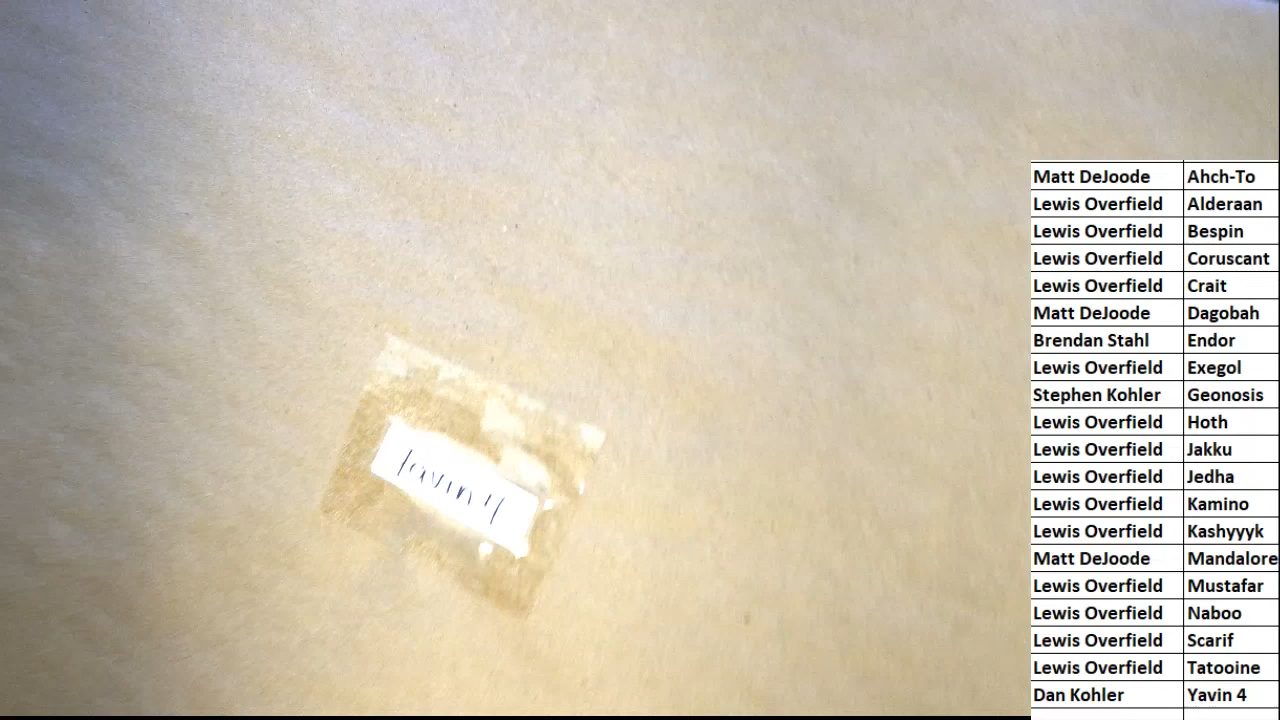 Yavin 4
Matt DeJoode Ahch-To
Lewis Overfield Alderaan
Lewis Overfield Bespin
Lewis Overfield Coruscant
Lewis Overfield Crait
Matt DeJoode Dagobah
Brendan Stahl Endor
Lewis Overfield Exegol
Stephen Kohler Geonosis
Lewis Overfield Hoth
Lewis Overfield Jakku
Lewis Overfield Jedha
Lewis Overfield Kamino
Lewis Overfield Kashyyyk
Matt DeJoode Mandalore
Lewis Overfield Mustafar
Lewis Overfield Naboo
Lewis Overfield Scarif
Lewis Overfield Tatooine
Dan Kohler Yavin 4